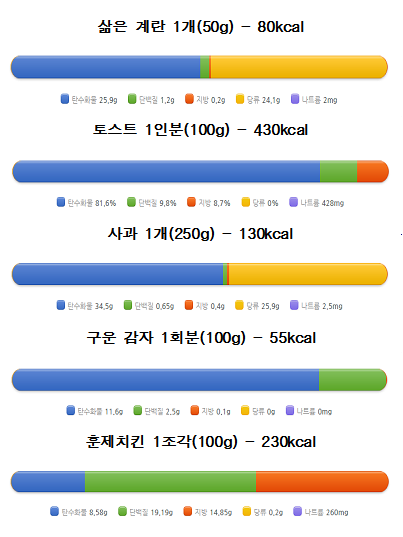 삶은 계란 1개(50g) - 80kcal
탄수화물 25,9g 단백질 1,2g 지방 0,2g 당류 24,1g 나트륨 2mg
토스트 1인분(100g) - 430kcal
탄수화물 81,6% 단백질 9,8% 지방 8,7% 당류 0% 나트륨 428mg
사과 1개(250g) - 130kcal
탄수화물 34,5g 단백질 0,65g 지방 0,4g 당류 25,9g 나트륨 2,5mg
구운 감자 1회분(100g) - 55kcal
탄수화물 11,6g 단백질 2,5g 지방 0,1g 당류 0g 나트륨 0mg
훈제치킨 1조각(100g) - 230kcal
탄수화물 8,58g 단백질 19,19g 지방 14,85g 당류 0,2g 나트륨 260mg